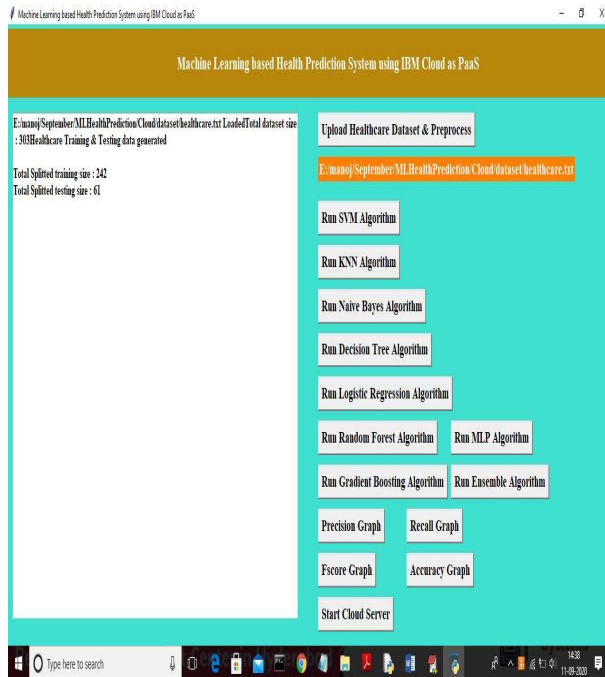 Machine Learning based Health Prediction System using IBM Cloud as PaaS
Machine Learning based Health Prediction System using IBM Cloud as PaaS
E:/manoj/September/MLHealthPrediction/Cloud/dataset/healthcare.txt LoadedTotal dataset size
: 303Healthcare Training & Testing data generated
Total Splitted training size : 242
Total Splitted testing size : 61
Upload Healthcare Dataset & Preprocess
E:/manoj/September/MLHealthPrediction/Cloud/dataset/healthcare.txt
Run SVM Algorithm
Run KNN Algorithm
Run Naive Bayes Algorithm
Run Decision Tree Algorithm
Run Logistic Regression Algorithm
Run Random Forest Algorithm
Run MLP Algorithm
Run Gradient Boosting Algorithm
Run Ensemble Algorithm
Precision Graph
Recall Graph
Fscore Graph
Accuracy Graph
Start Cloud Server
Type here to search
14:38
11-09-2020